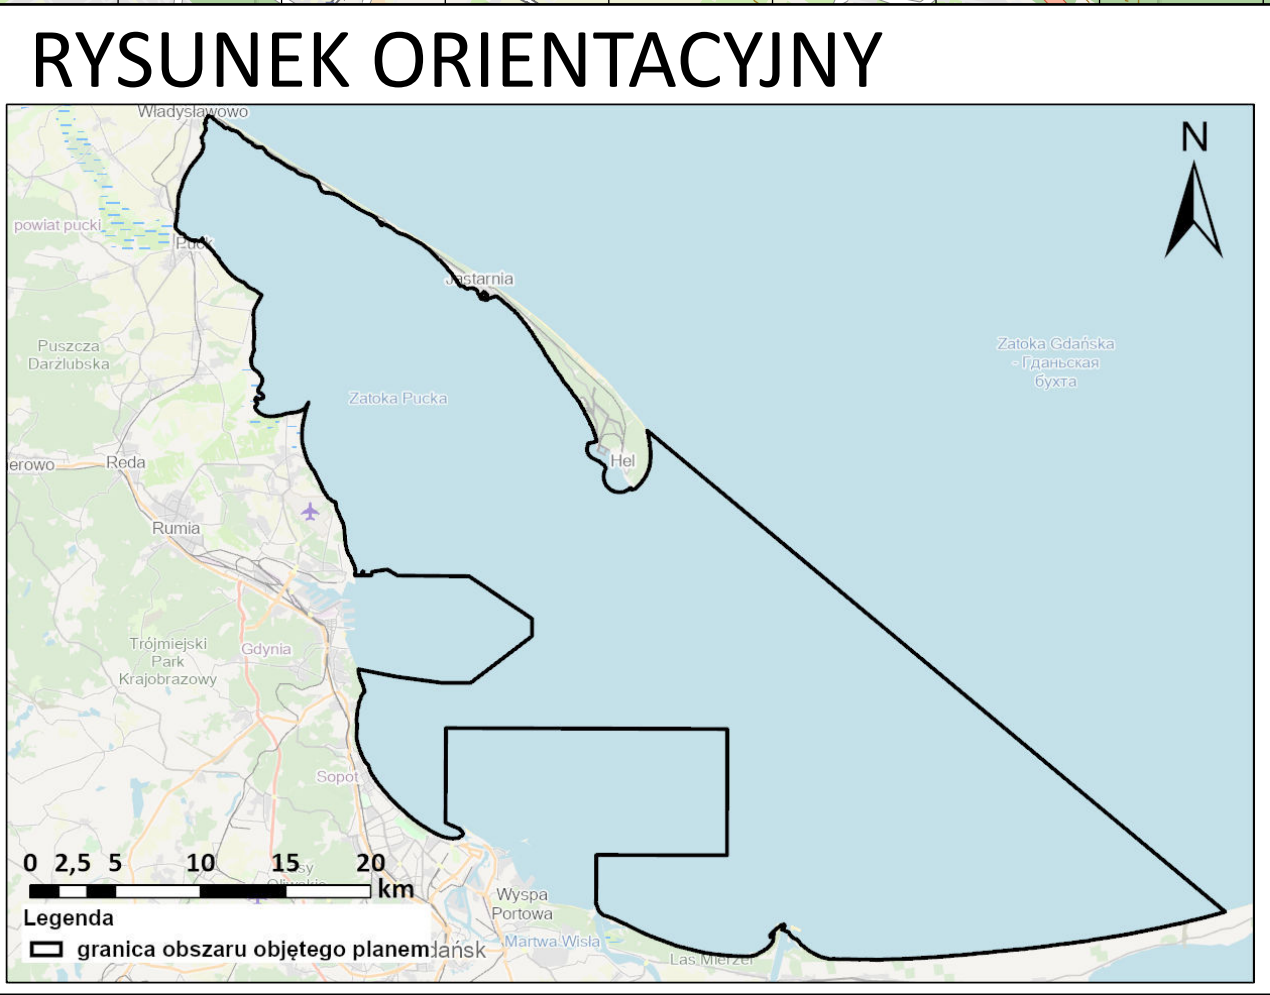 RYSUNEK ORIENTACYJNY
Władysławowo
N
powiat pucki
Puck
Jastarnia
Puszcza
Darżlubska
Zatoka Gdańska
- Гданьская
бухта
Zatoka Pucka
erowo
Reda
Hel
Rumia
Trójmiejski
Park
Krajobrazowy
Gdynia
Sopot
0 2,5 5 10 15 20
km
Wyspa
Portowa
Legenda
granica obszaru objętego planem
dańsk
Martwa Wisła
Las Mierzei